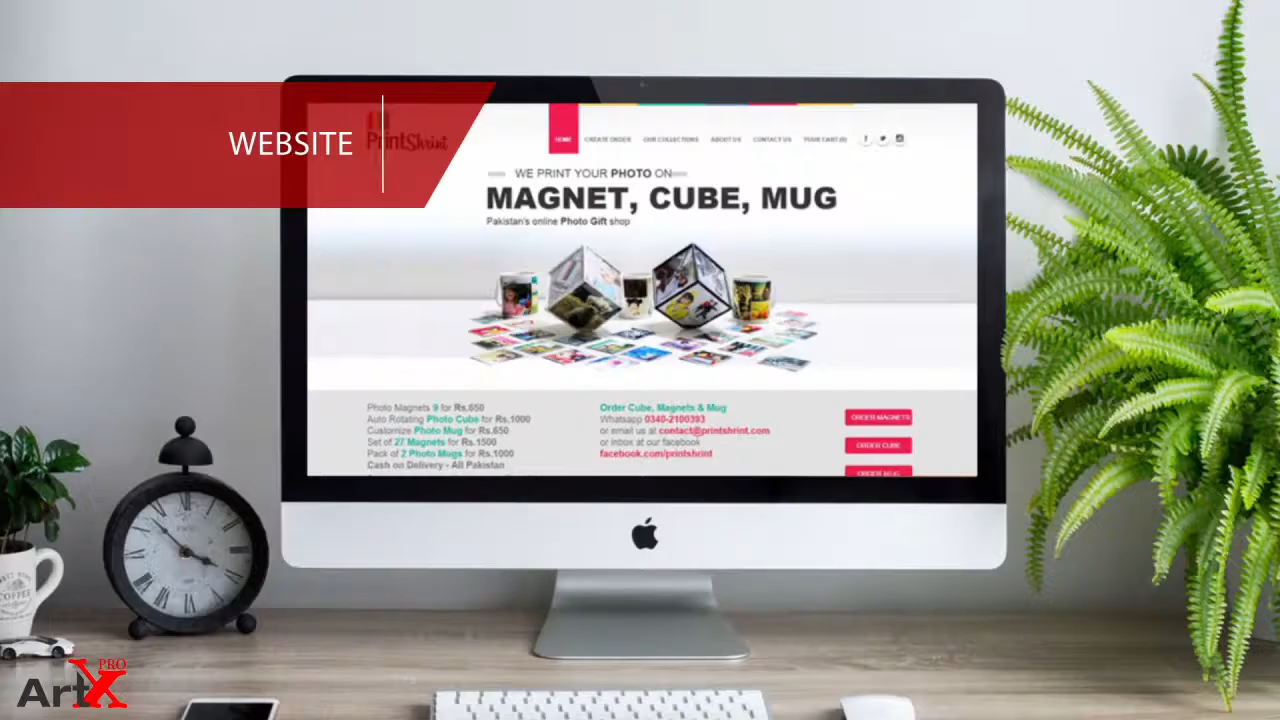 WEBSITE
PrintShrint
HOME CREATE ORDER OUR COLLECTIONS ABOUT US CONTACT US YOUR CART (0)
WE PRINT YOUR PHOTO ON
MAGNET, CUBE, MUG
Pakistan's online Photo Gift shop
Photo Magnets 9 for Rs.650
Auto Rotating Photo Cube for Rs.1000
Customize Photo Mug for Rs.650
Set of 27 Magnets for Rs.1500
Pack of 2 Photo Mugs for Rs.1000
Cash on Delivery - All Pakistan
Order Cube, Magnets & Mug
Whatsapp 0340-2100393
or email us at contact@printshrint.com
or inbox at our facebook
facebook.com/printshrint
ORDER MAGNETS
ORDER CUBE
ORDER MUG
COFFEE
ArtX PRO